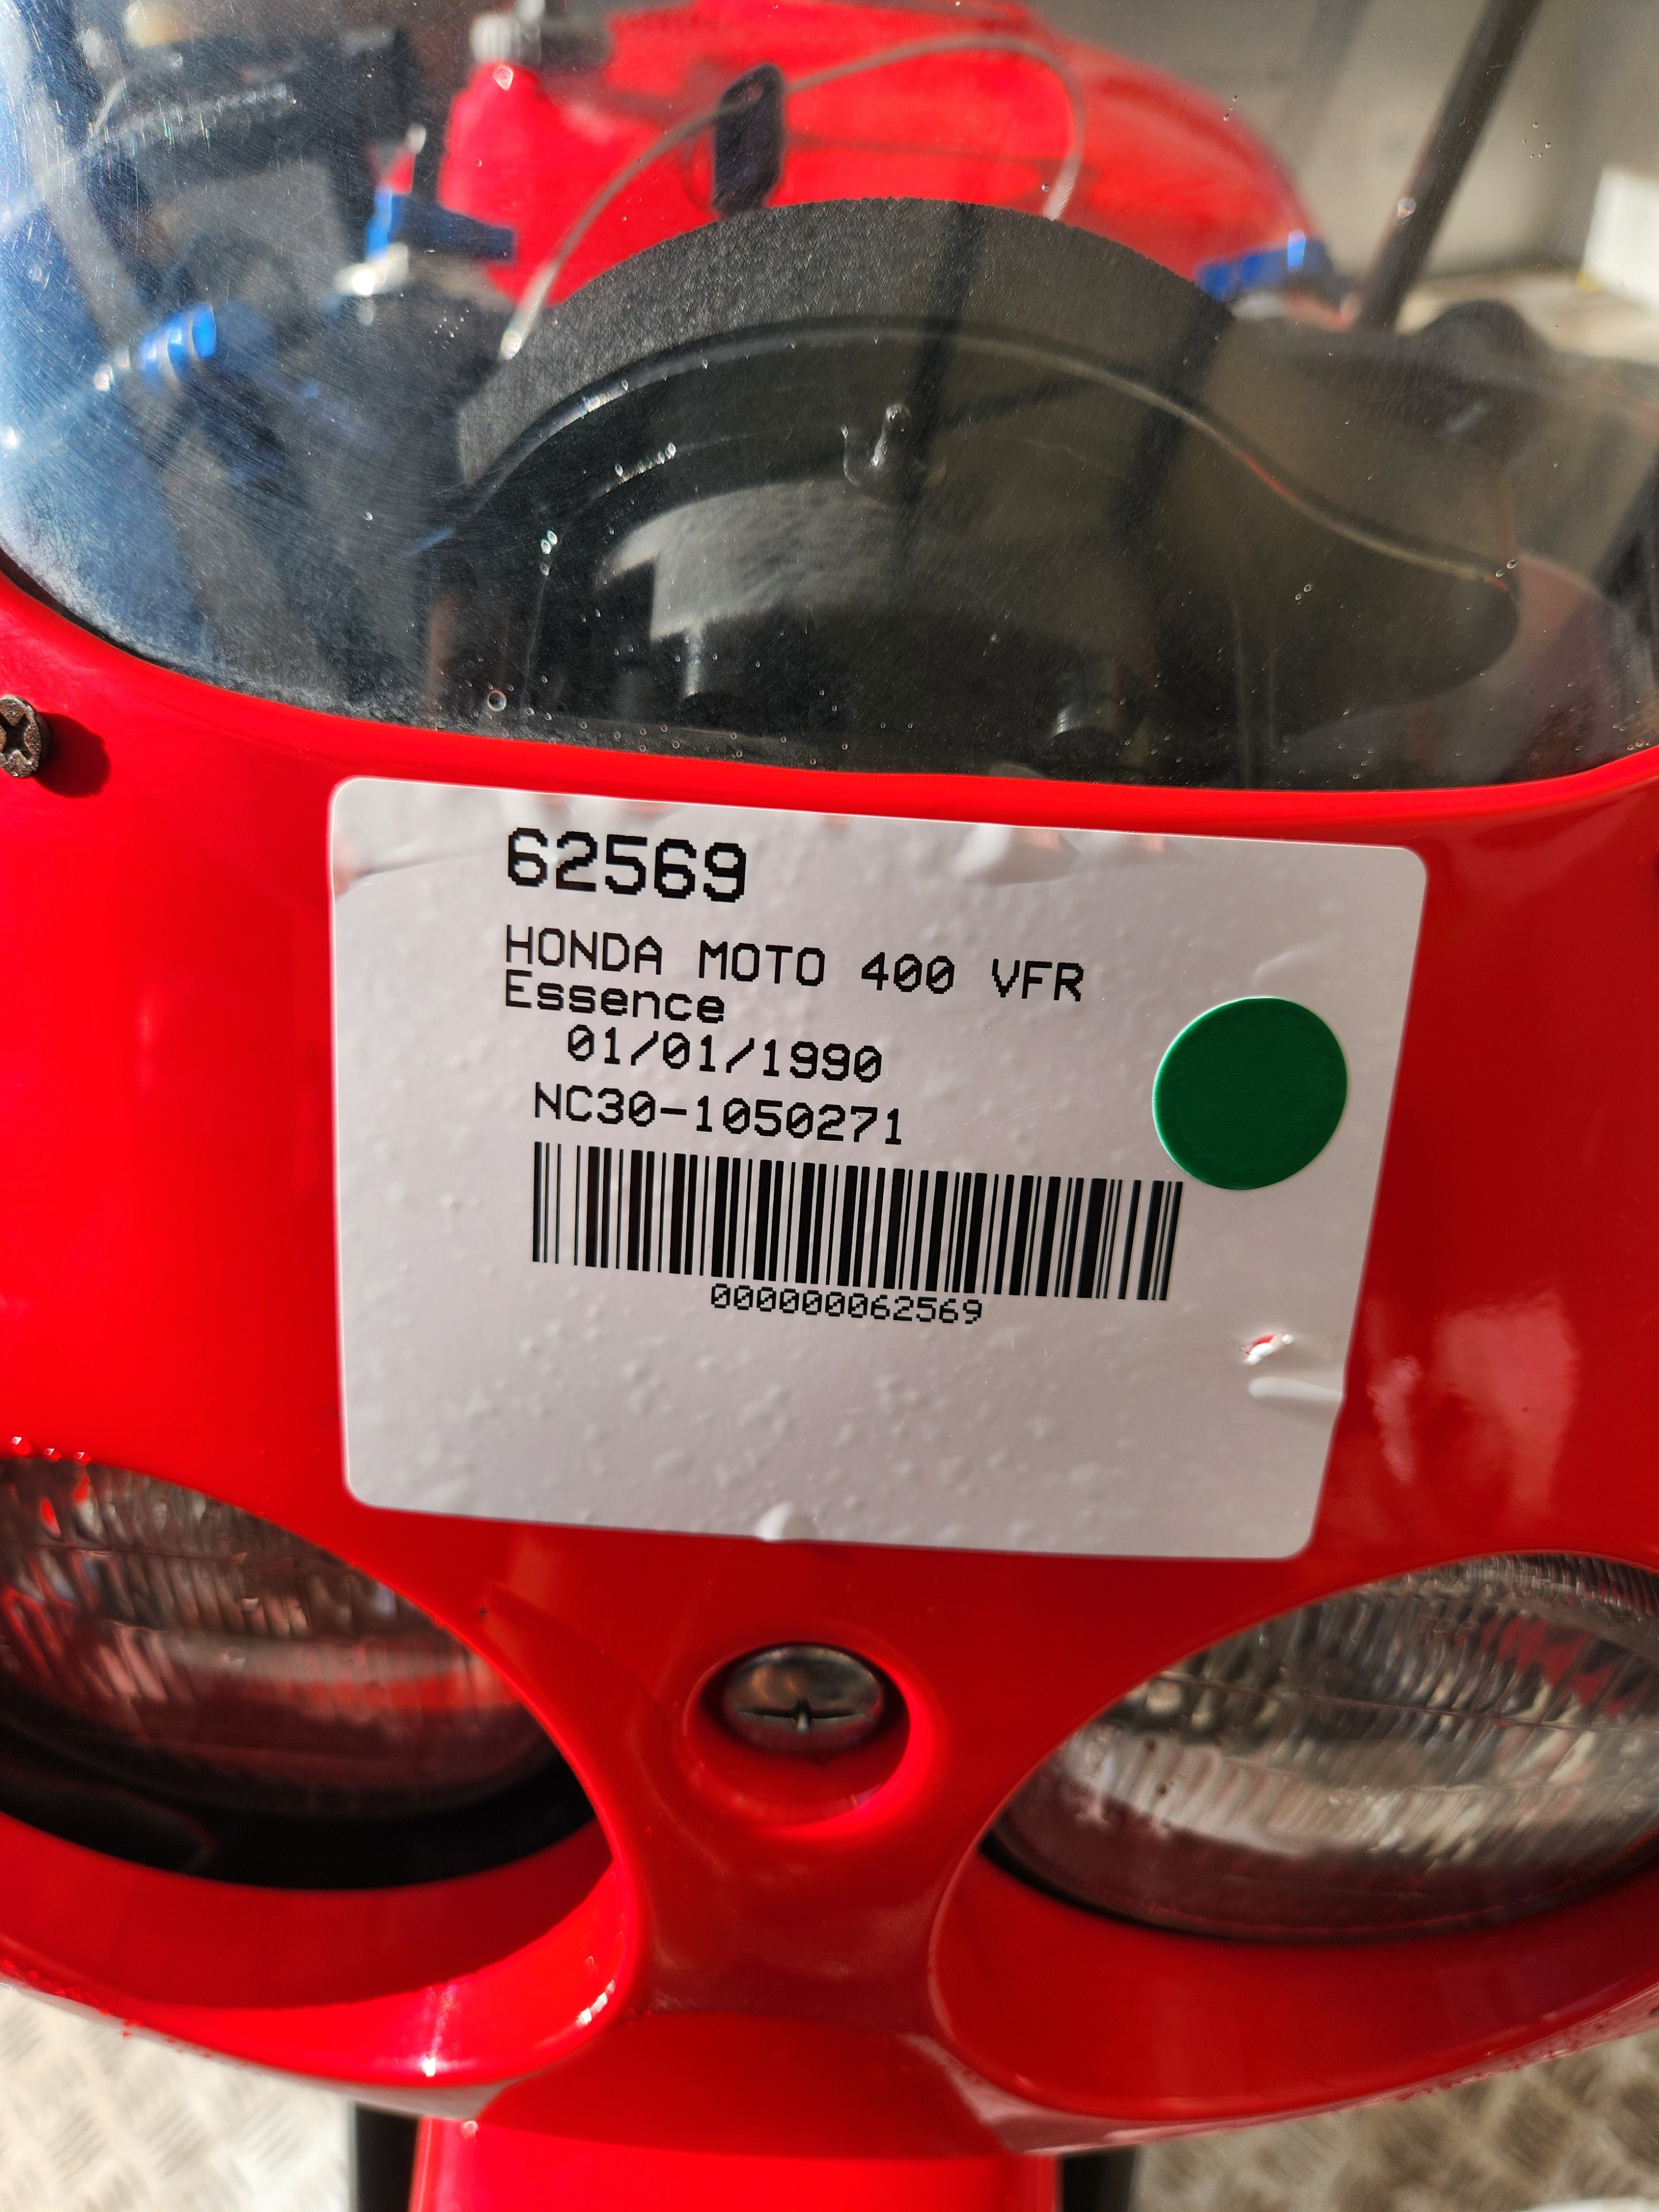 62569
HONDA MOTO 400 VFR
Essence
01/01/1990
NC30-1050271
000000062569